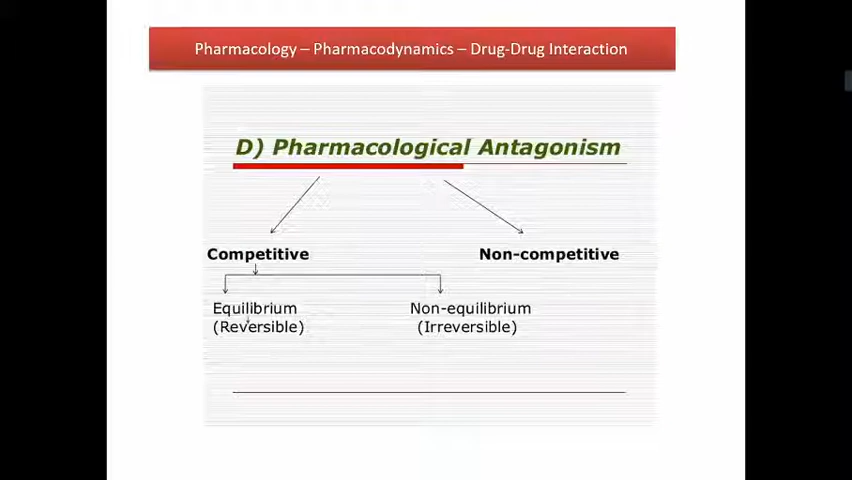 Pharmacology – Pharmacodynamics – Drug-Drug Interaction
D) Pharmacological Antagonism
Competitive Non-competitive
Equilibrium Non-equilibrium
(Reversible) (Irreversible)